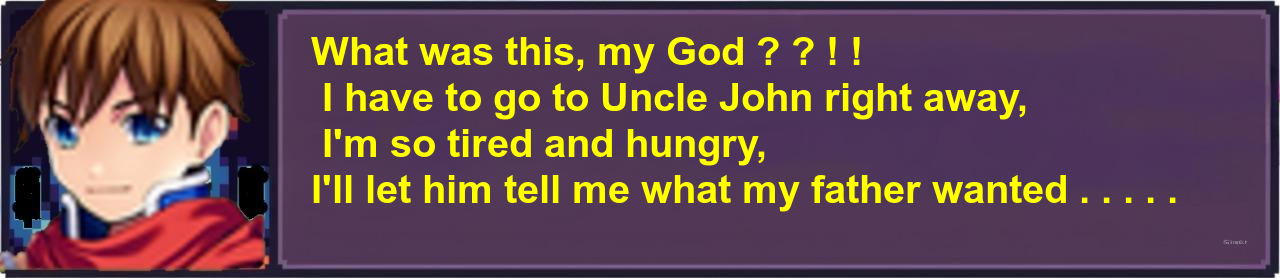 What was this, my God ? ? ! !
I have to go to Uncle John right away,
I'm so tired and hungry,
I'll let him tell me what my father wanted . . . . .